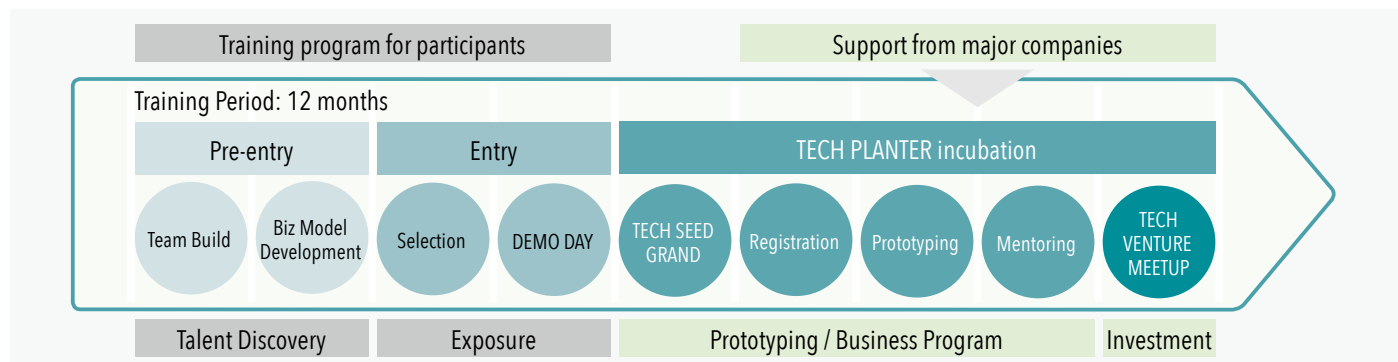 Training program for participants
Support from major companies
Training Period: 12 months
Pre-entry
Entry
TECH PLANTER incubation
Team Build
Biz Model
Development
Selection
DEMO DAY
TECH SEED
GRAND
Registration
Prototyping
Mentoring
TECH
VENTURE
MEETUP
Talent Discovery
Exposure
Prototyping / Business Program
Investment